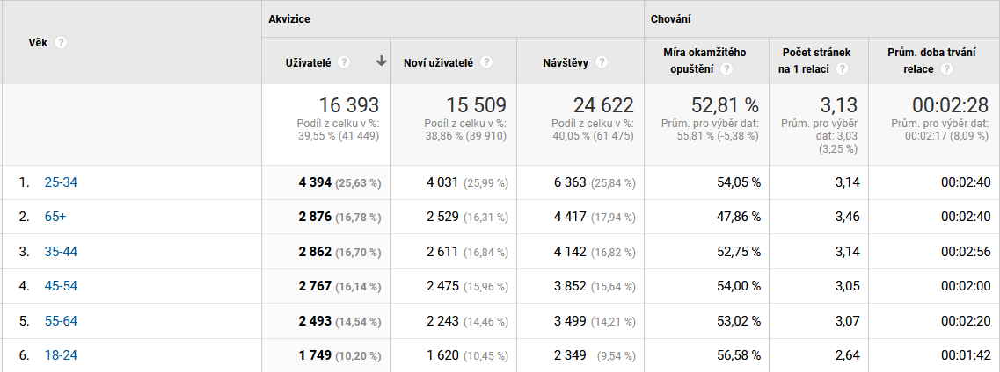 Akvizice Chování
Věk ?
Uživatelé ? Noví uživatelé ? Návštěvy ? Míra okamžitého opuštění ? Počet stránek na 1 relaci ? Prům. doba trvání relace ?
16 393 15 509 24 622 52,81 % 3,13 00:02:28
Podíl z celku v %: Podíl z celku v %: Podíl z celku v %: Prům. pro výběr dat: Prům. pro výběr Prům. pro výběr dat:
39,55 % (41 449) 38,86 % (39 910) 40,05 % (61 475) 55,81 % (-5,38 %) dat: 3,03 00:02:17 (8,09 %)
(3,25 %)
1. 25-34 4 394 (25,63 %) 4 031 (25,99 %) 6 363 (25,84 %) 54,05 % 3,14 00:02:40
2. 65+ 2 876 (16,78 %) 2 529 (16,31 %) 4 417 (17,94 %) 47,86 % 3,46 00:02:40
3. 35-44 2 862 (16,70 %) 2 611 (16,84 %) 4 142 (16,82 %) 52,75 % 3,14 00:02:56
4. 45-54 2 767 (16,14 %) 2 475 (15,96 %) 3 852 (15,64 %) 54,00 % 3,05 00:02:00
5. 55-64 2 493 (14,54 %) 2 243 (14,46 %) 3 499 (14,21 %) 53,02 % 3,07 00:02:20
6. 18-24 1 749 (10,20 %) 1 620 (10,45 %) 2 349 (9,54 %) 56,58 % 2,64 00:01:42